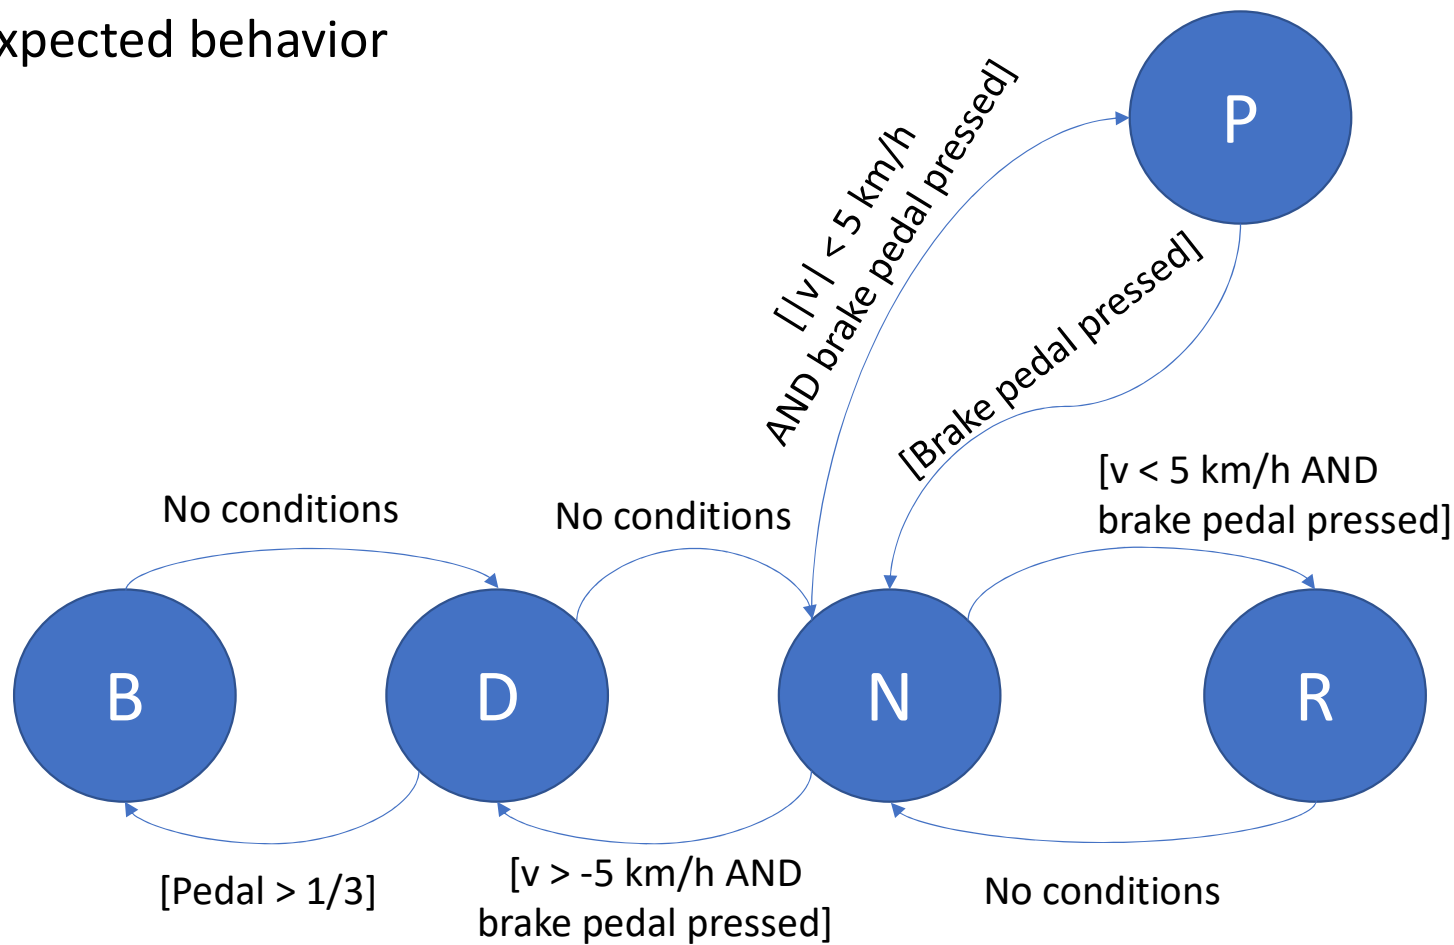 xpected behavior
P
[|v| < 5 km/h
AND brake pedal pressed]
[Brake pedal pressed]
[v < 5 km/h AND
brake pedal pressed]
No conditions
No conditions
B
D
N
R
[Pedal > 1/3]
[v > -5 km/h AND
brake pedal pressed]
No conditions